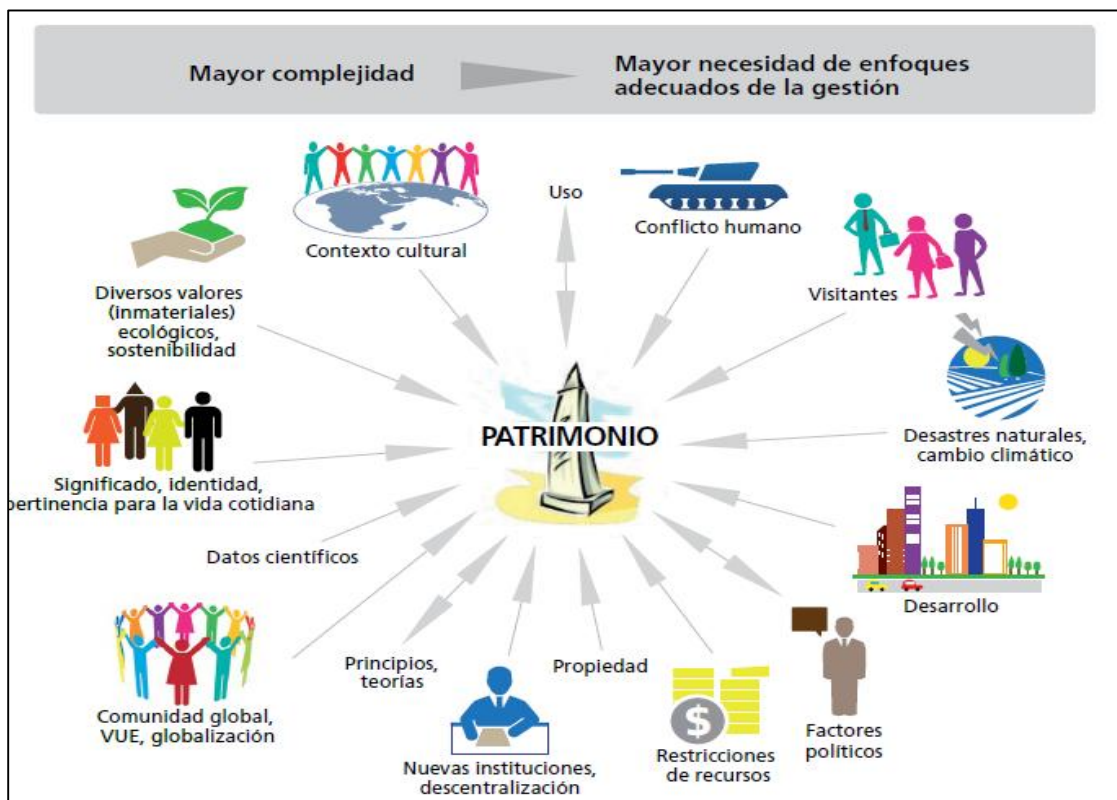 Mayor complejidad
Mayor necesidad de enfoques
adecuados de la gestión
Contexto cultural
Uso
Conflicto humano
Visitantes
Diversos valores
(inmateriales)
ecológicos,
sostenibilidad
Desastres naturales,
cambio climático
PATRIMONIO
Significado, identidad,
pertinencia para la vida cotidiana
Datos científicos
Desarrollo
Comunidad global,
VUE, globalización
Principios,
teorías
Nuevas instituciones,
descentralización
Propiedad
$
Restricciones
de recursos
Factores
políticos